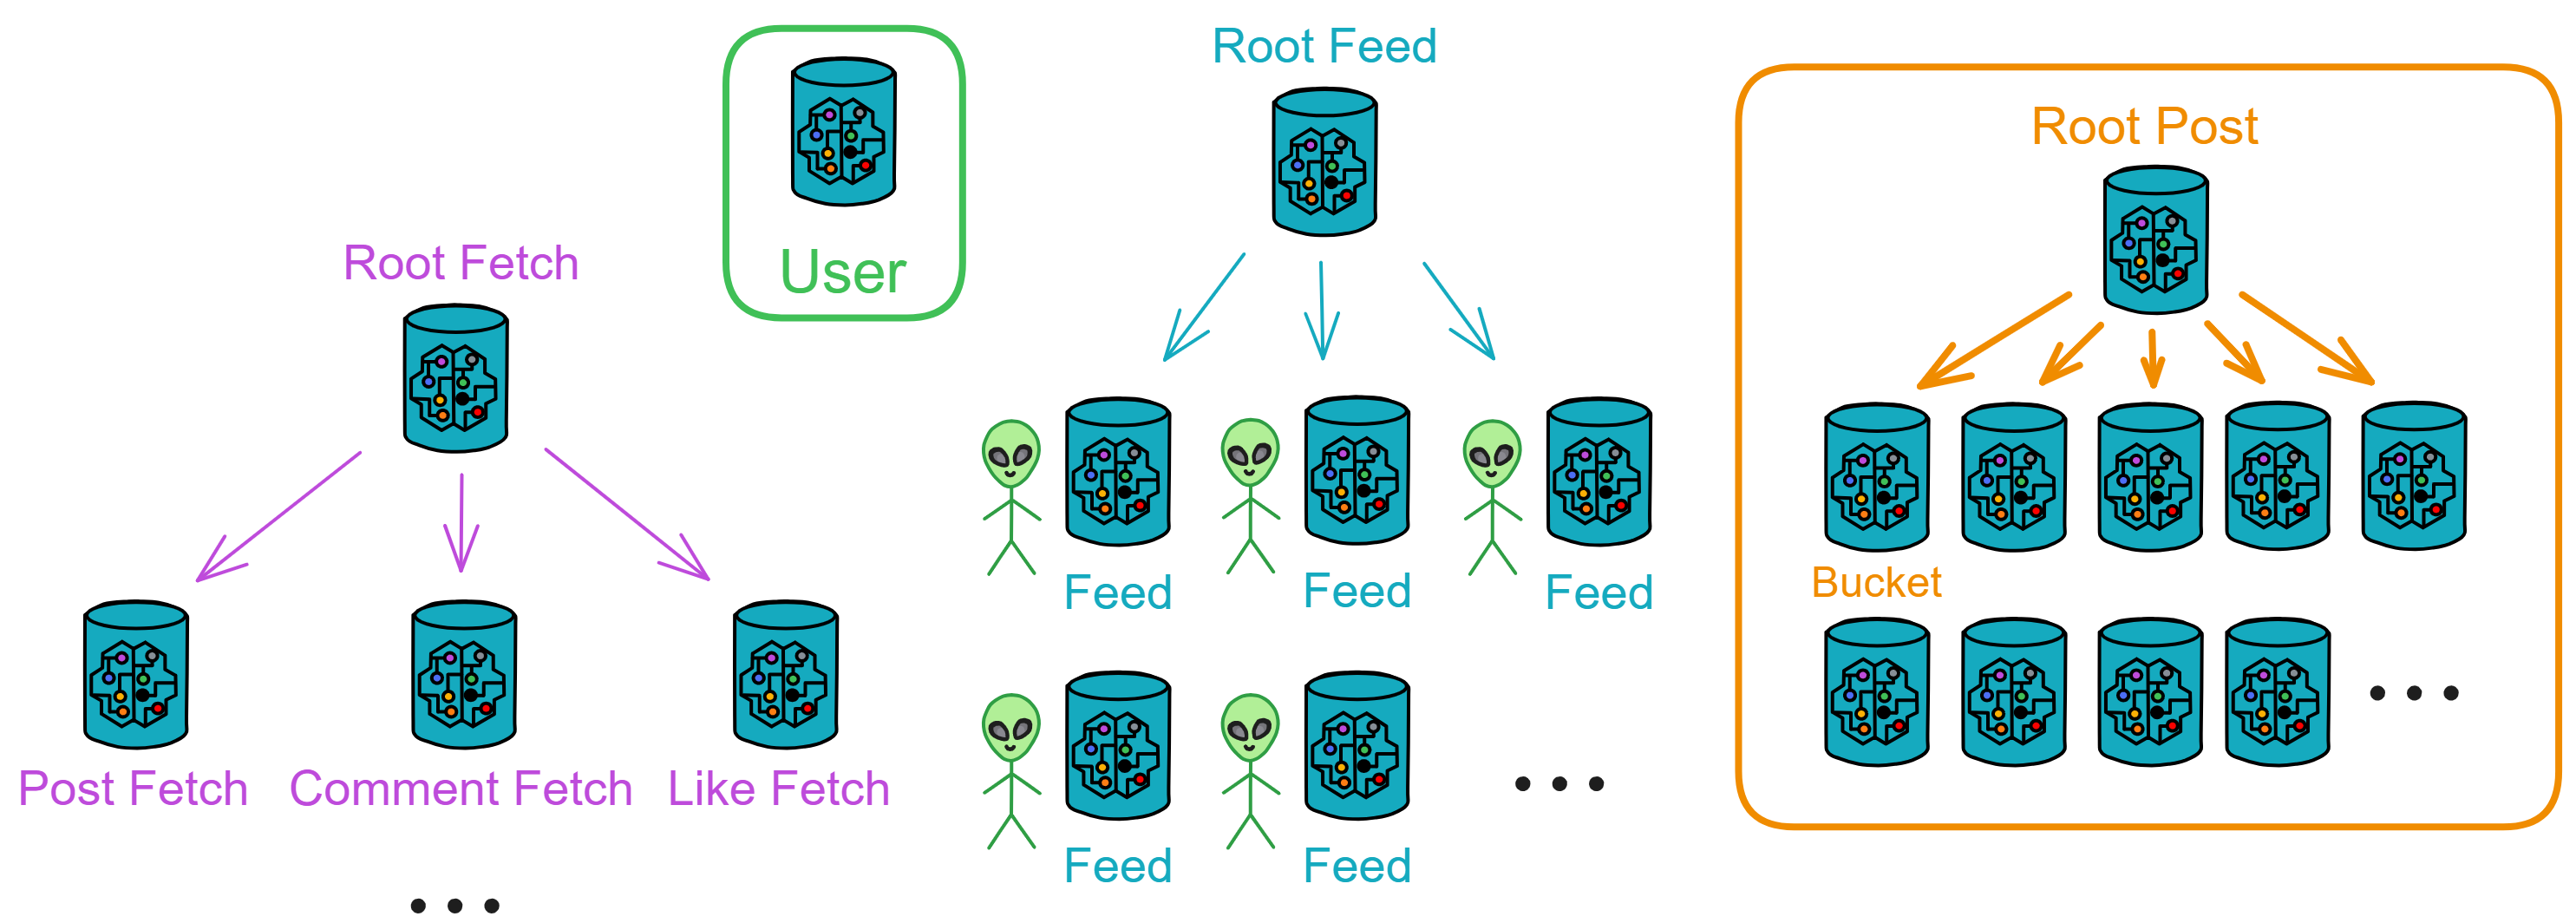 Root Fetch
Post Fetch
Comment Fetch
Like Fetch
User
Root Feed
Feed
Feed
Feed
Feed
Feed
Root Post
Bucket